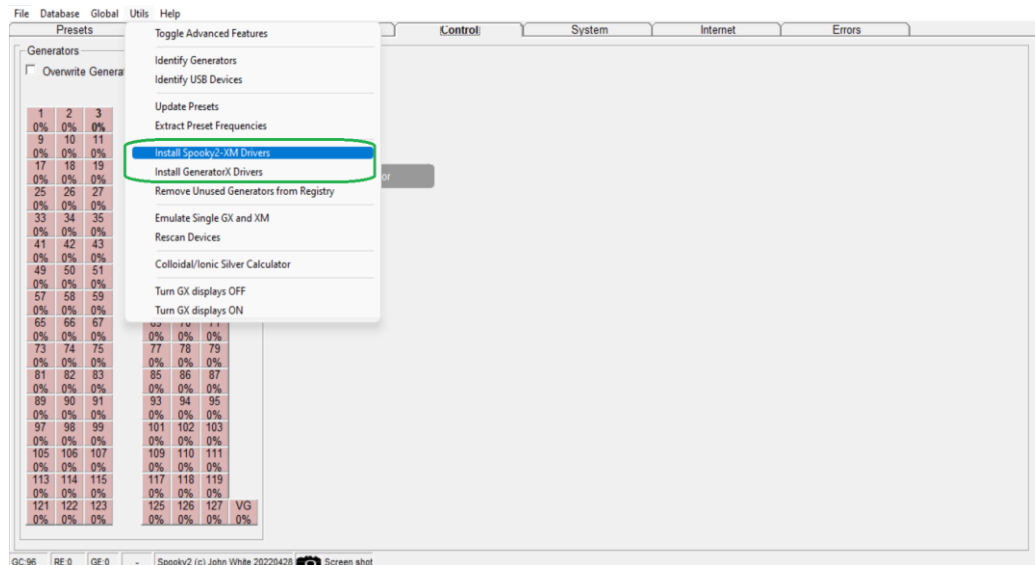 File Database Global Utils Help
Presets Control System Internet Errors
Generators
Overwrite Genera
Toggle Advanced Features
Identify Generators
Identify USB Devices
Update Presets
Extract Preset Frequencies
Install Spooky2-XM Drivers
Install GeneratorX Drivers
Remove Unused Generators from Registry
Emulate Single GX and XM
Rescan Devices
Colloidal/Ionic Silver Calculator
Turn GX displays OFF
Turn GX displays ON
or
1 2 3
0% 0% 0%
9 10 11
0% 0% 0%
17 18 19
0% 0% 0%
25 26 27
0% 0% 0%
33 34 35
0% 0% 0%
41 42 43
0% 0% 0%
49 50 51
0% 0% 0%
57 58 59
0% 0% 0%
65 66 67 69 70 71
0% 0% 0% 0% 0% 0%
73 74 75 77 78 79
0% 0% 0% 0% 0% 0%
81 82 83 85 86 87
0% 0% 0% 0% 0% 0%
89 90 91 93 94 95
0% 0% 0% 0% 0% 0%
97 98 99 101 102 103
0% 0% 0% 0% 0% 0%
105 106 107 109 110 111
0% 0% 0% 0% 0% 0%
113 114 115 117 118 119
0% 0% 0% 0% 0% 0%
121 122 123 125 126 127 VG
0% 0% 0% 0% 0% 0% 0%
GC:96 RE:0 GE:0 - Spooky2 (c) John White 20220428 Screen shot